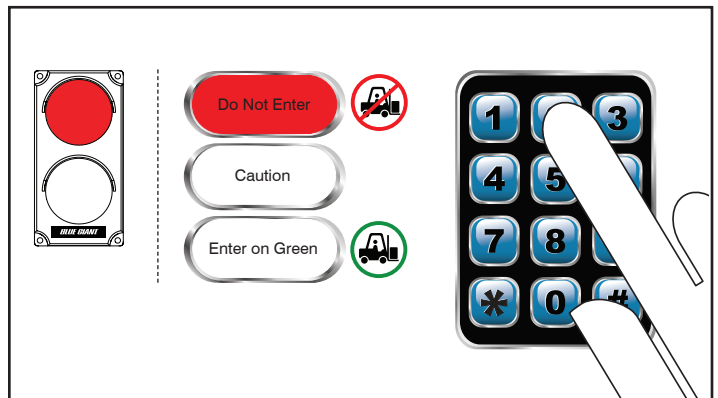 BLUE GIANT
Do Not Enter
Caution
Enter on Green
1 3
4 5
7 8
* 0 #